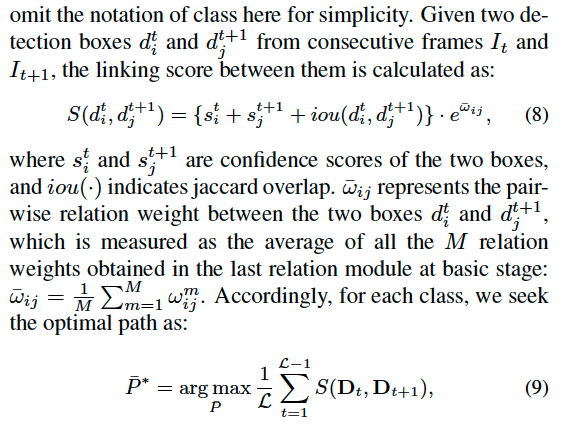 omit the notation of class here for simplicity. Given two de-
tection boxes $d_i^t$ and $d_j^{t+1}$ from consecutive frames $I_t$ and
$I_{t+1}$, the linking score between them is calculated as:
$S(d_i^t, d_j^{t+1}) = \{s_i^t + s_j^{t+1} + iou(d_i^t, d_j^{t+1})\} \cdot e^{\bar{\omega}_{ij}},$ (8)
where $s_i^t$ and $s_j^{t+1}$ are confidence scores of the two boxes,
and $iou(\cdot)$ indicates jaccard overlap. $\bar{\omega}_{ij}$ represents the pair-
wise relation weight between the two boxes $d_i^t$ and $d_j^{t+1}$,
which is measured as the average of all the $M$ relation
weights obtained in the last relation module at basic stage:
$\bar{\omega}_{ij} = \frac{1}{M} \sum_{m=1}^{M} \omega_{ij}^m$. Accordingly, for each class, we seek
the optimal path as:
$\bar{P}^* = \arg\max_P \frac{1}{\mathcal{L}} \sum_{t=1}^{\mathcal{L}-1} S(\mathbf{D}_t, \mathbf{D}_{t+1}),$ (9)